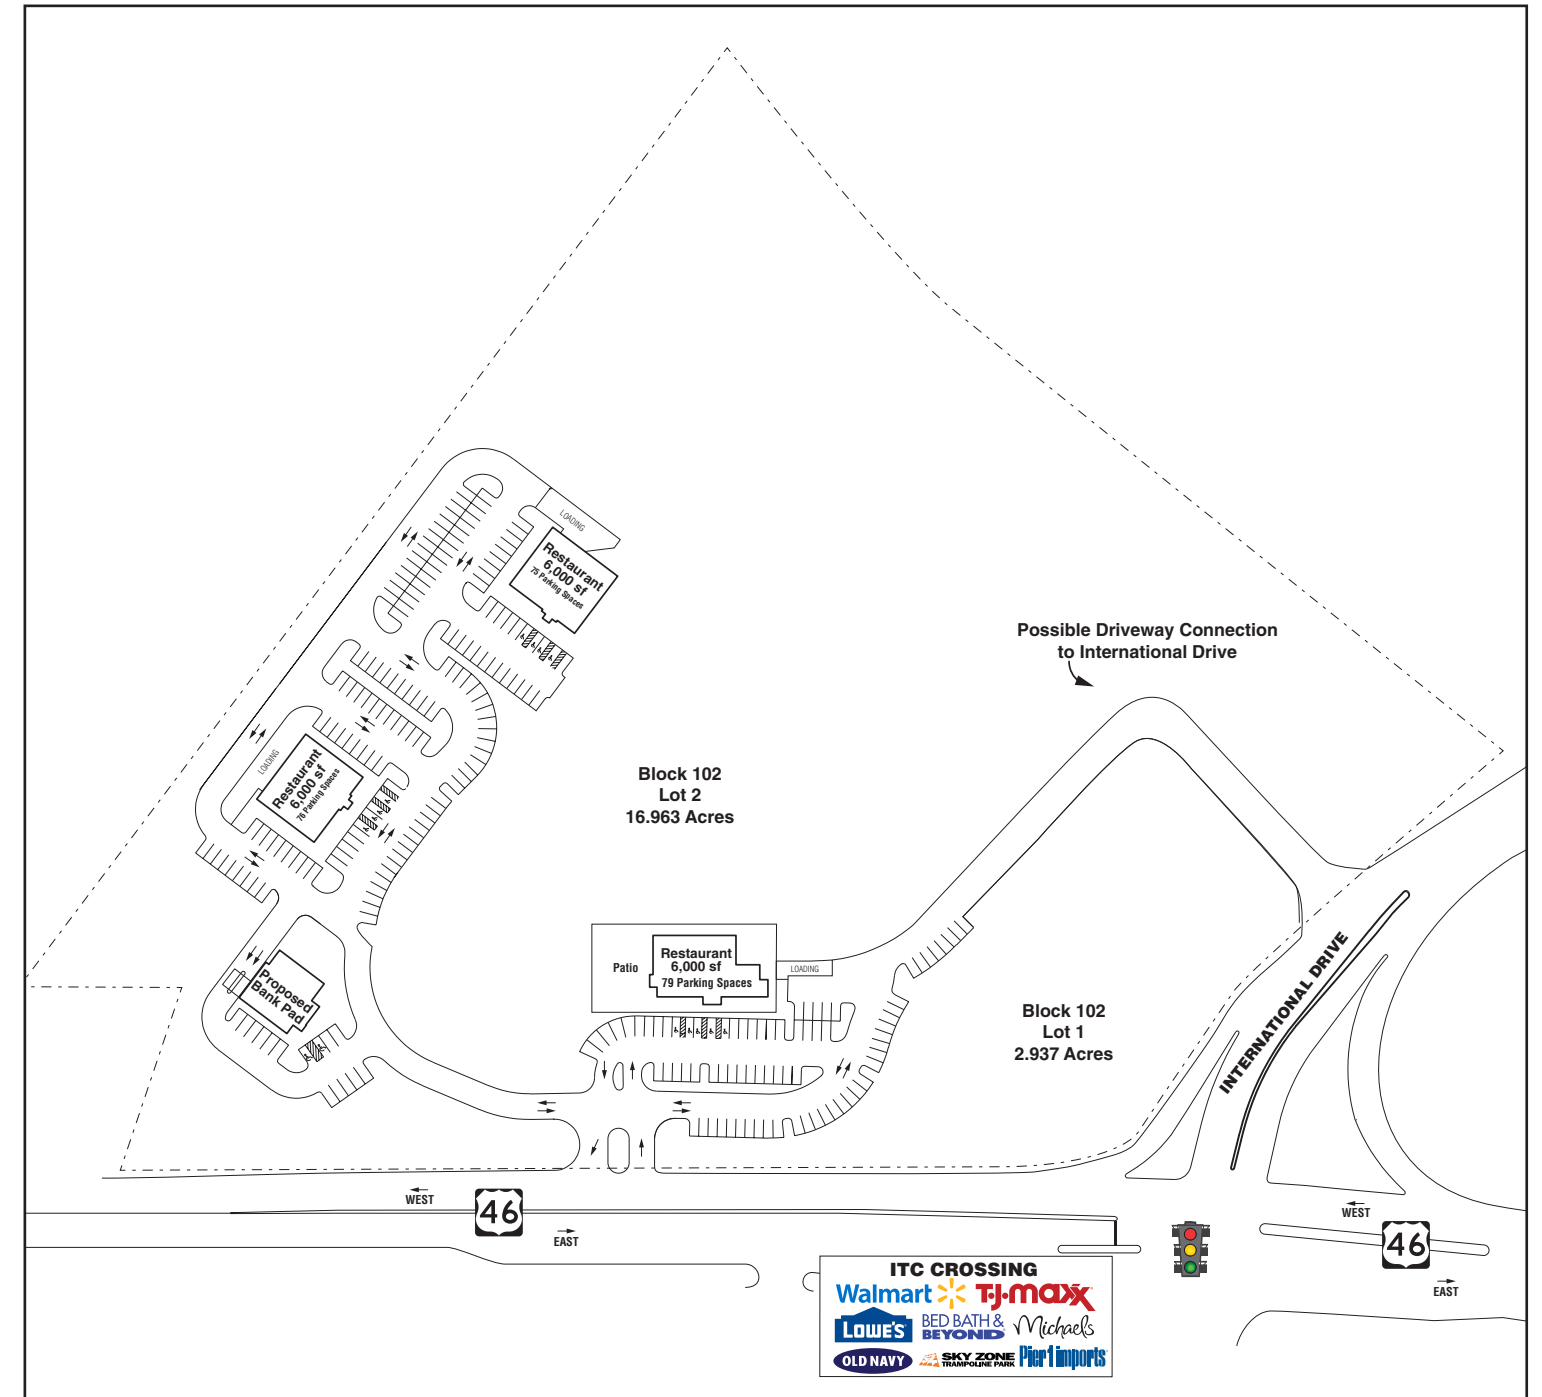 LOADING
Restaurant
6,000 sf
75 Parking Spaces
Possible Driveway Connection
to International Drive
LOADING
Restaurant
6,000 sf
76 Parking Spaces
Block 102
Lot 2
16.963 Acres
Proposed
Bank Pad
Patio
Restaurant
6,000 sf
79 Parking Spaces
LOADING
Block 102
Lot 1
2.937 Acres
INTERNATIONAL DRIVE
WEST
46
EAST
WEST
46
EAST
ITC CROSSING
Walmart
T·J·maxx
LOWE'S
BED BATH &
BEYOND
Michaels
OLD NAVY
SKY ZONE
TRAMPOLINE PARK
Pier 1 imports